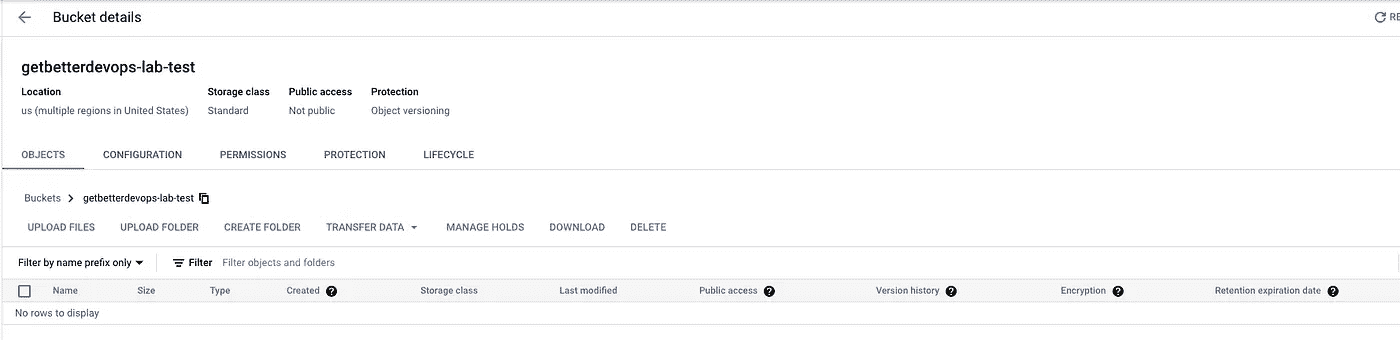 Bucket details
RE
getbetterdevops-lab-test
Location Storage class Public access Protection
us (multiple regions in United States) Standard Not public Object versioning
OBJECTS CONFIGURATION PERMISSIONS PROTECTION LIFECYCLE
Buckets > getbetterdevops-lab-test
UPLOAD FILES UPLOAD FOLDER CREATE FOLDER TRANSFER DATA MANAGE HOLDS DOWNLOAD DELETE
Filter by name prefix only Filter Filter objects and folders
Name Size Type Created ? Storage class Last modified Public access ? Version history ? Encryption ? Retention expiration date ?
No rows to display